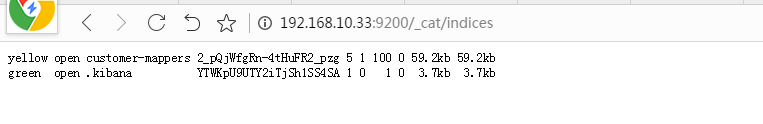 192.168.10.33:9200/_cat/indices
yellow open customer-mappers 2_pQjWfgRn-4tHuFR2_pzg 5 1 100 0 59.2kb 59.2kb
green open .kibana YTWKpU9UTY2iTjSh1SS4SA 1 0 1 0 3.7kb 3.7kb